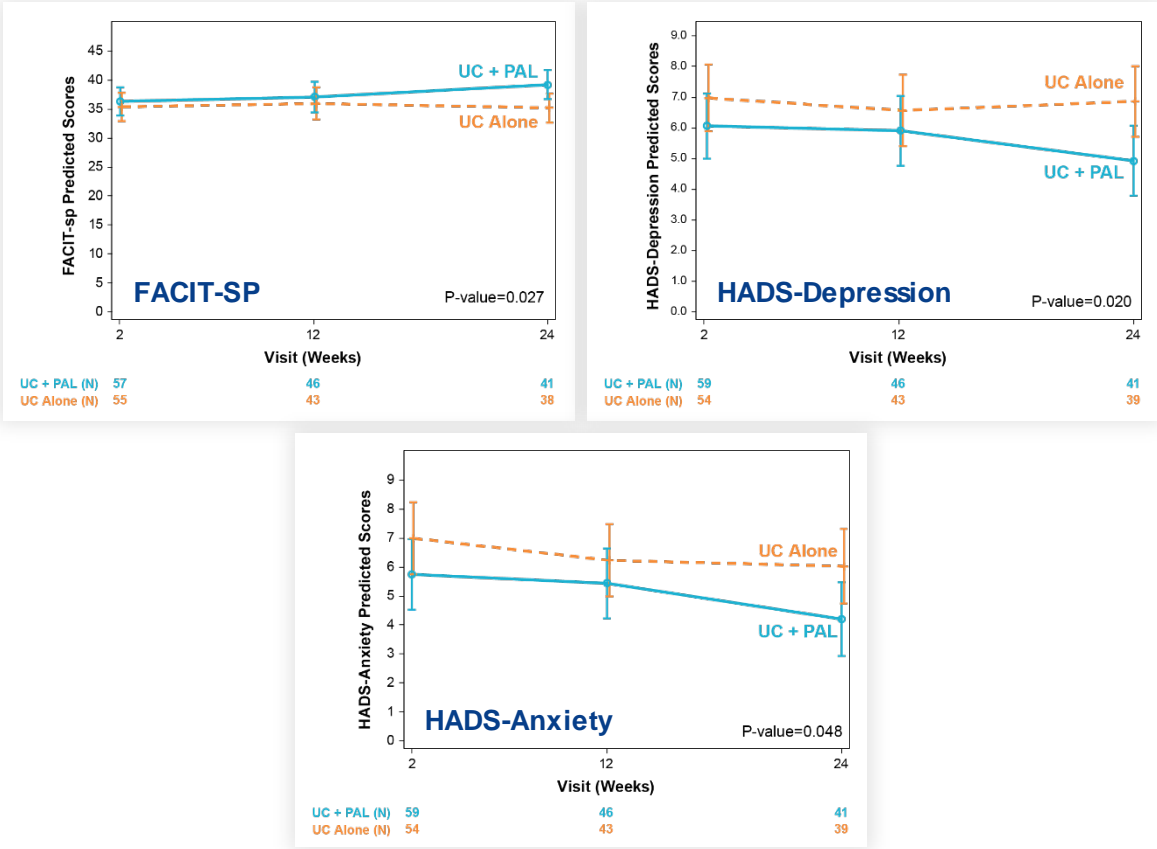 FACIT-sp Predicted Scores
45
40
35
30
25
20
15
10
5
0
UC + PAL
UC Alone
FACIT-SP
P-value=0.027
2 12 24
Visit (Weeks)
UC + PAL (N) 57 46 41
UC Alone (N) 55 43 38
HADS-Depression Predicted Scores
9.0
8.0
7.0
6.0
5.0
4.0
3.0
2.0
1.0
0.0
UC Alone
UC + PAL
HADS-Depression
P-value=0.020
2 12 24
Visit (Weeks)
UC + PAL (N) 59 46 41
UC Alone (N) 54 43 39
HADS-Anxiety Predicted Scores
9
8
7
6
5
4
3
2
1
0
UC Alone
UC + PAL
HADS-Anxiety
P-value=0.048
2 12 24
Visit (Weeks)
UC + PAL (N) 59 46 41
UC Alone (N) 54 43 39